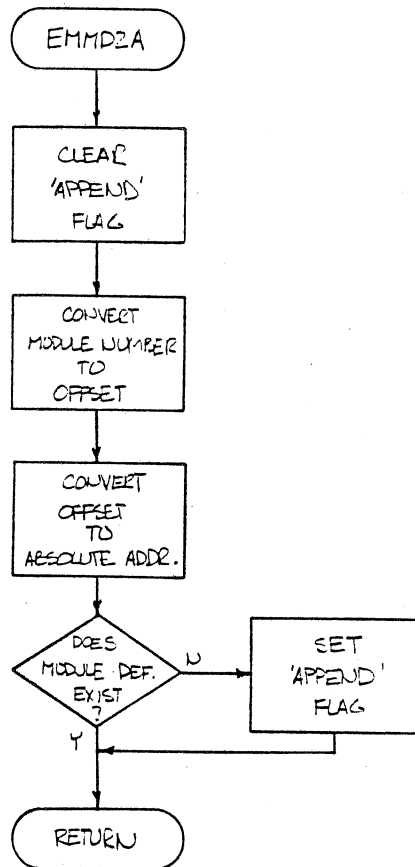 EMMDZA
CLEAR
'APPEND'
FLAG
CONVERT
MODULE NUMBER
TO
OFFSET
CONVERT
OFFSET
TO
ABSOLUTE ADDR.
DOES
MODULE DEF.
EXIST
?
N
SET
'APPEND'
FLAG
Y
RETURN